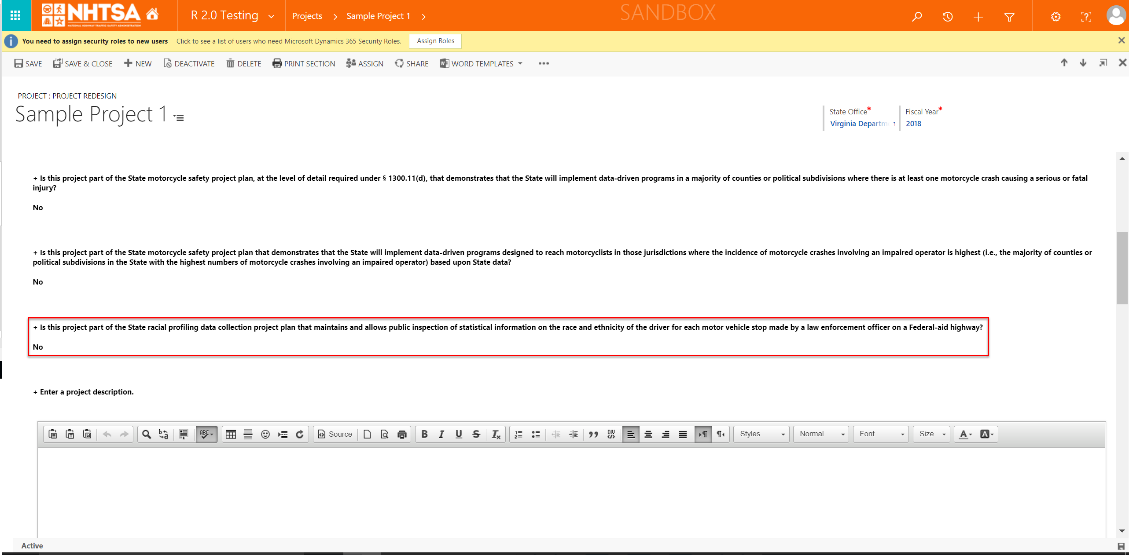 NHTSA R 2.0 Testing Projects Sample Project 1 SANDBOX
You need to assign security roles to new users Click to see a list of users who need Microsoft Dynamics 365 Security Roles. Assign Roles
SAVE SAVE & CLOSE NEW DEACTIVATE DELETE PRINT SECTION ASSIGN SHARE WORD TEMPLATES
PROJECT : PROJECT REDESIGN
Sample Project 1
State Office* Fiscal Year*
Virginia Departm 2018
+ Is this project part of the State motorcycle safety project plan, at the level of detail required under § 1300.11(d), that demonstrates that the State will implement data-driven programs in a majority of counties or political subdivisions where there is at least one motorcycle crash causing a serious or fatal
injury?
No
+ Is this project part of the State motorcycle safety project plan that demonstrates that the State will implement data-driven programs designed to reach motorcyclists in those jurisdictions where the incidence of motorcycle crashes involving an impaired operator is highest (i.e., the majority of counties or
political subdivisions in the State with the highest numbers of motorcycle crashes involving an impaired operator) based upon State data?
No
+ Is this project part of the State racial profiling data collection project plan that maintains and allows public inspection of statistical information on the race and ethnicity of the driver for each motor vehicle stop made by a law enforcement officer on a Federal-aid highway?
No
+ Enter a project description.
Source B I U S Styles Normal Font Size A A
Active